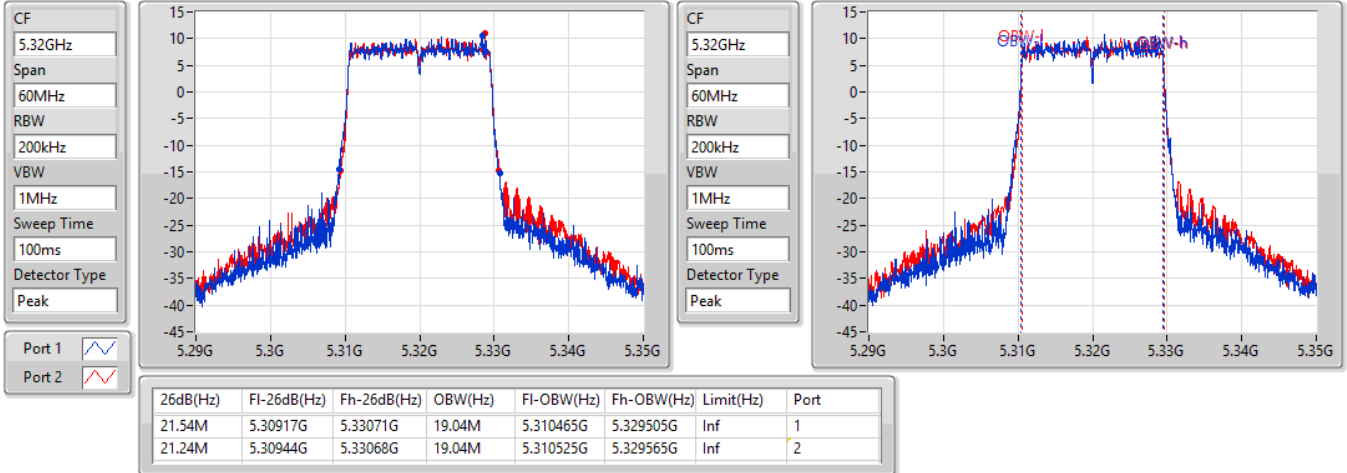 CF
5.32GHz
Span
60MHz
RBW
200kHz
VBW
1MHz
Sweep Time
100ms
Detector Type
Peak
Port 1
Port 2
15
10
5
0
-5
-10
-15
-20
-25
-30
-35
-40
-45
5.29G 5.3G 5.31G 5.32G 5.33G 5.34G 5.35G
CF
5.32GHz
Span
60MHz
RBW
200kHz
VBW
1MHz
Sweep Time
100ms
Detector Type
Peak
15
10
5
0
-5
-10
-15
-20
-25
-30
-35
-40
-45
OBW-l
OBW-h
5.29G 5.3G 5.31G 5.32G 5.33G 5.34G 5.35G
26dB(Hz) Fl-26dB(Hz) Fh-26dB(Hz) OBW(Hz) Fl-OBW(Hz) Fh-OBW(Hz) Limit(Hz) Port
21.54M 5.30917G 5.33071G 19.04M 5.310465G 5.329505G Inf 1
21.24M 5.30944G 5.33068G 19.04M 5.310525G 5.329565G Inf 2